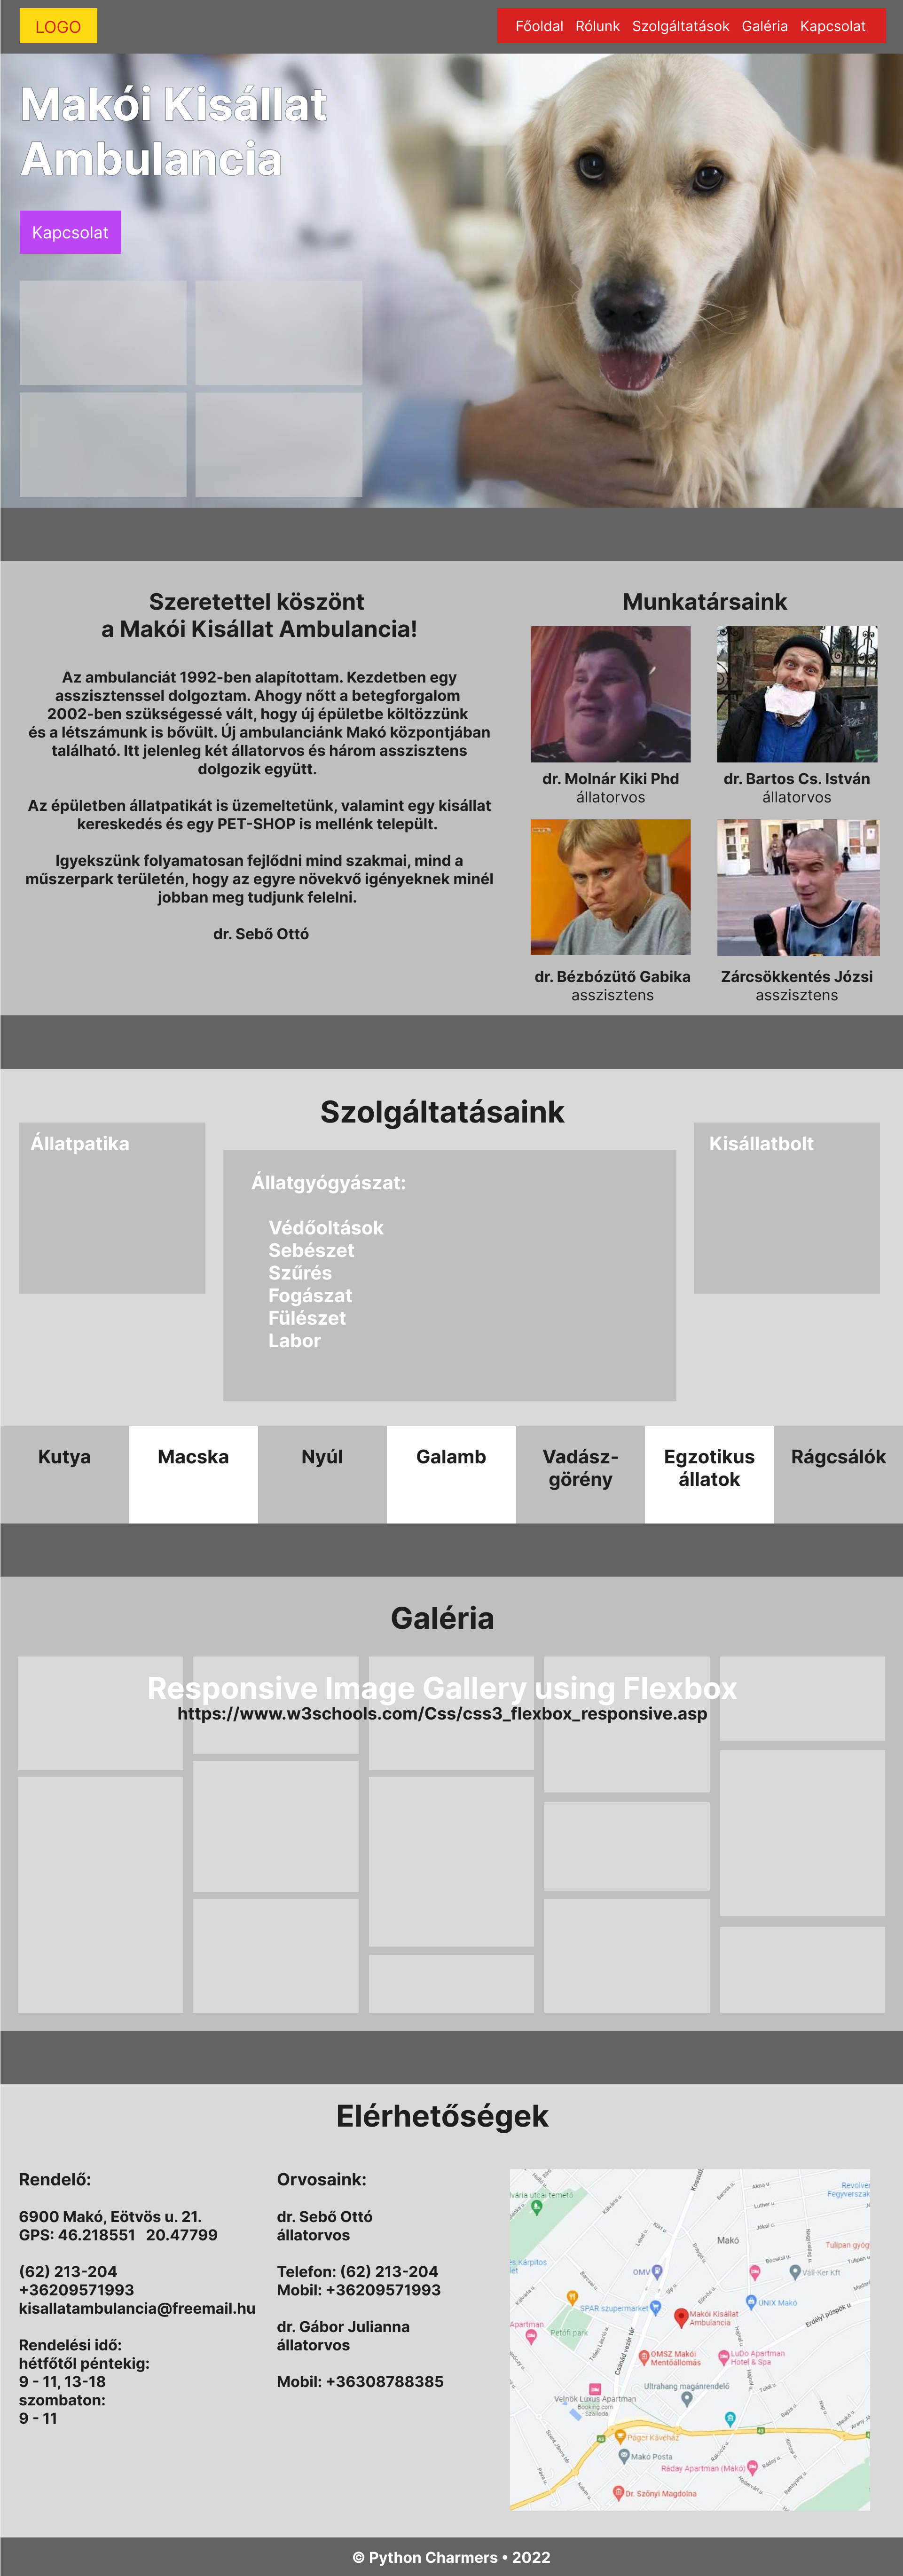 LOGO
Főoldal Rólunk Szolgáltatások Galéria Kapcsolat
Makói Kisállat
Ambulancia
Kapcsolat
Szeretettel köszönt
a Makói Kisállat Ambulancia!
Az ambulanciát 1992-ben alapítottam. Kezdetben egy
asszisztenssel dolgoztam. Ahogy nőtt a betegforgalom
2002-ben szükségessé vált, hogy új épületbe költözzünk
és a létszámunk is bővült. Új ambulanciánk Makó központjában
található. Itt jelenleg két állatorvos és három asszisztens
dolgozik együtt.
Az épületben állatpatikát is üzemeltetünk, valamint egy kisállat
kereskedés és egy PET-SHOP is mellénk települt.
Igyekszünk folyamatosan fejlődni mind szakmai, mind a
műszerpark területén, hogy az egyre növekvő igényeknek minél
jobban meg tudjunk felelni.
dr. Sebő Ottó
Munkatársaink
dr. Molnár Kiki Phd
állatorvos
dr. Bartos Cs. István
állatorvos
dr. Bézbózütő Gabika
asszisztens
Zárcsökkentés Józsi
asszisztens
Szolgáltatásaink
Állatpatika
Állatgyógyászat:
Védőoltások
Sebészet
Szűrés
Fogászat
Fülészet
Labor
Kisállatbolt
Kutya
Macska
Nyúl
Galamb
Vadász-
görény
Egzotikus
állatok
Rágcsálók
Galéria
Responsive Image Gallery using Flexbox
https://www.w3schools.com/Css/css3_flexbox_responsive.asp
Elérhetőségek
Rendelő:
6900 Makó, Eötvös u. 21.
GPS: 46.218551 20.47799
(62) 213-204
+36209571993
kisallatambulancia@freemail.hu
Rendelési idő:
hétfőtől péntekig:
9 - 11, 13-18
szombaton:
9 - 11
Orvosaink:
dr. Sebő Ottó
állatorvos
Telefon: (62) 213-204
Mobil: +36209571993
dr. Gábor Julianna
állatorvos
Mobil: +36308788385
Makó
OMV
SPAR szupermarket
UNIX Makó
Váll-Ker Kft
Makói Kisállat
Ambulancia
Petőfi park
Apartman
Csanád vezér tér
Erdélyi püspök u.
OMSZ Makói
Mentőállomás
LuDo Apartman
Hotel & Spa
Ultrahang magánrendelő
Velnök Luxus Apartman
Booking.com
- Szállások
Páger Kávéház
Makó Posta
Ráday Apartman (Makó)
Dr. Szőnyi Magdolna
© Python Charmers • 2022